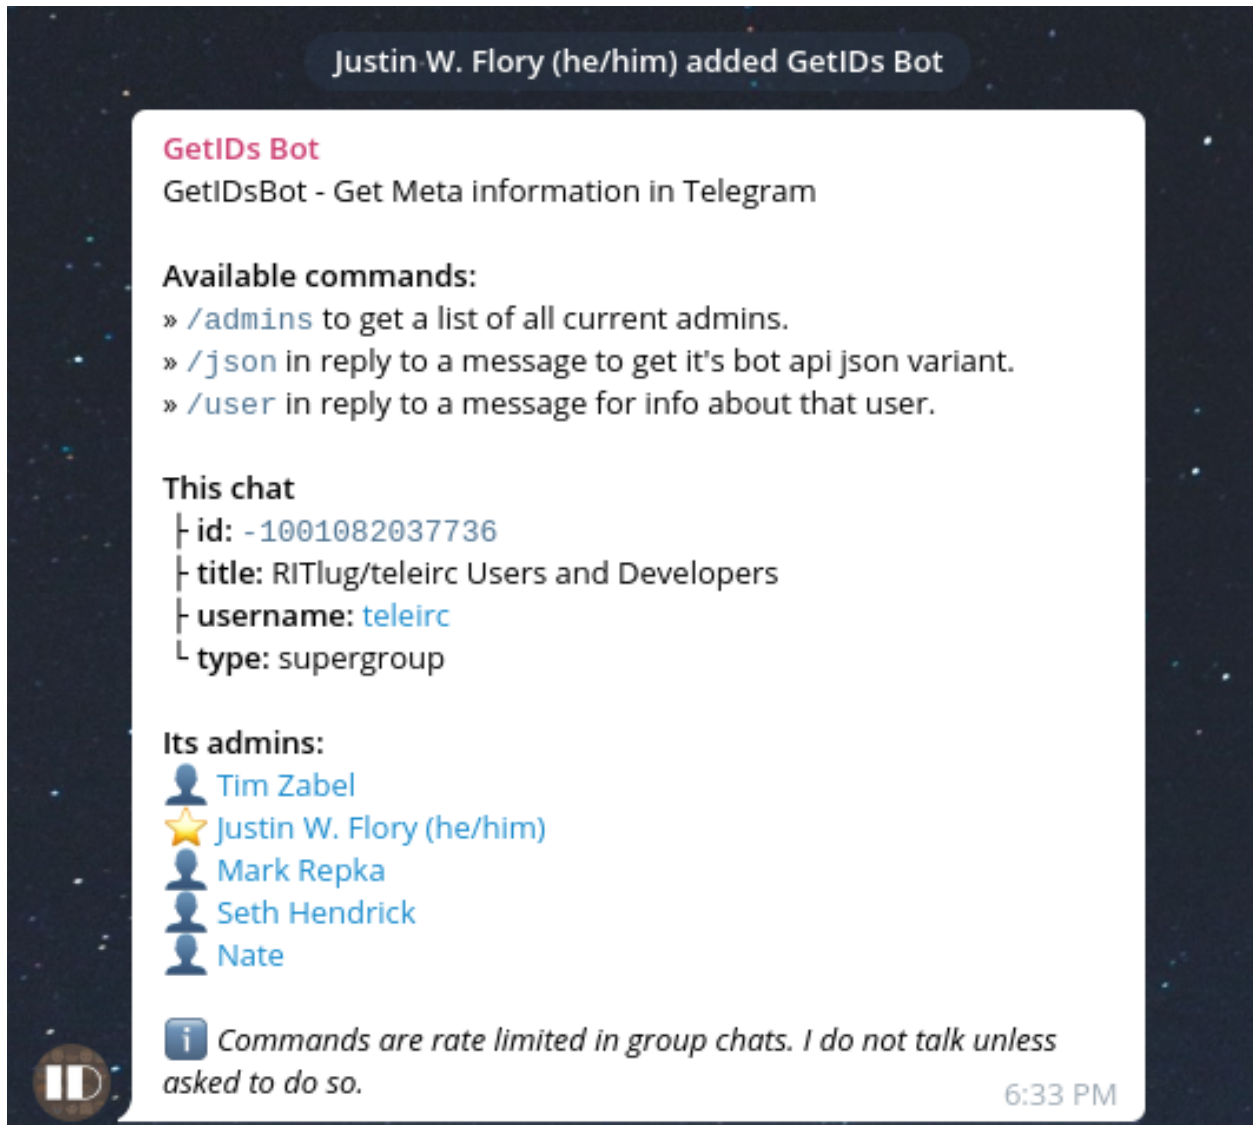 Justin W. Flory (he/him) added GetIDs Bot
GetIDs Bot
GetIDsBot - Get Meta information in Telegram
Available commands:
» /admins to get a list of all current admins.
» /json in reply to a message to get it's bot api json variant.
» /user in reply to a message for info about that user.
This chat
├ id: -1001082037736
├ title: RITlug/teleirc Users and Developers
├ username: teleirc
└ type: supergroup
Its admins:
Tim Zabel
Justin W. Flory (he/him)
Mark Repka
Seth Hendrick
Nate
ℹ Commands are rate limited in group chats. I do not talk unless
asked to do so.
6:33 PM
ID